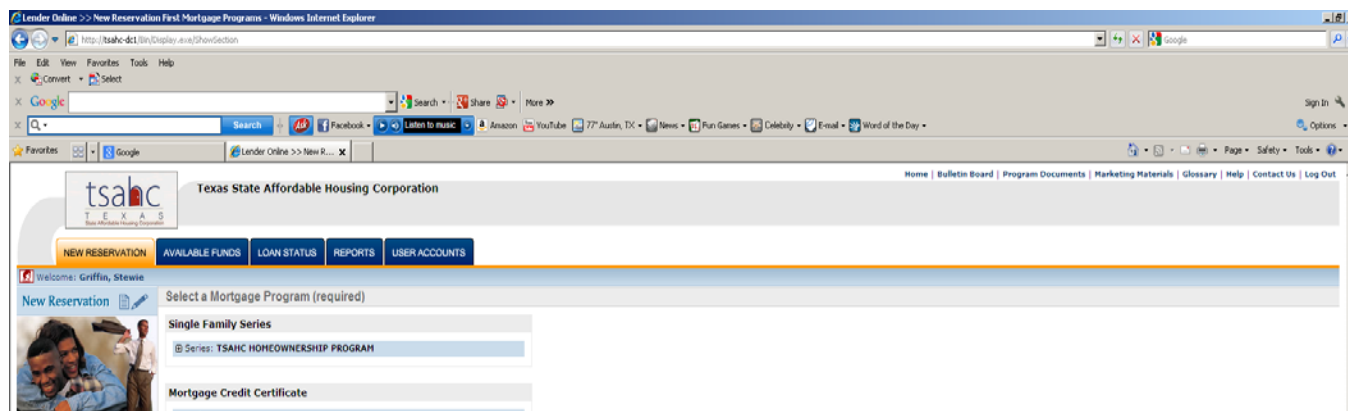 Lender Online >> New Reservation First Mortgage Programs - Windows Internet Explorer
http://tsahc-dc1/Bin/Display.exe/ShowSection
Google
File Edit View Favorites Tools Help
x Convert Select
x Google Search Share More >> Sign In
x Search Facebook Listen to music Amazon YouTube 77° Austin, TX News Fun Games Celebrity E-mail Word of the Day Options
Favorites Google Lender Online >> New R... x Page Safety Tools
Home | Bulletin Board | Program Documents | Marketing Materials | Glossary | Help | Contact Us | Log Out
tsahc
TEXAS
State Affordable Housing Corporation
Texas State Affordable Housing Corporation
NEW RESERVATION AVAILABLE FUNDS LOAN STATUS REPORTS USER ACCOUNTS
Welcome: Griffin, Stewie
New Reservation
Select a Mortgage Program (required)
Single Family Series
Series: TSAHC HOMEOWNERSHIP PROGRAM
Mortgage Credit Certificate